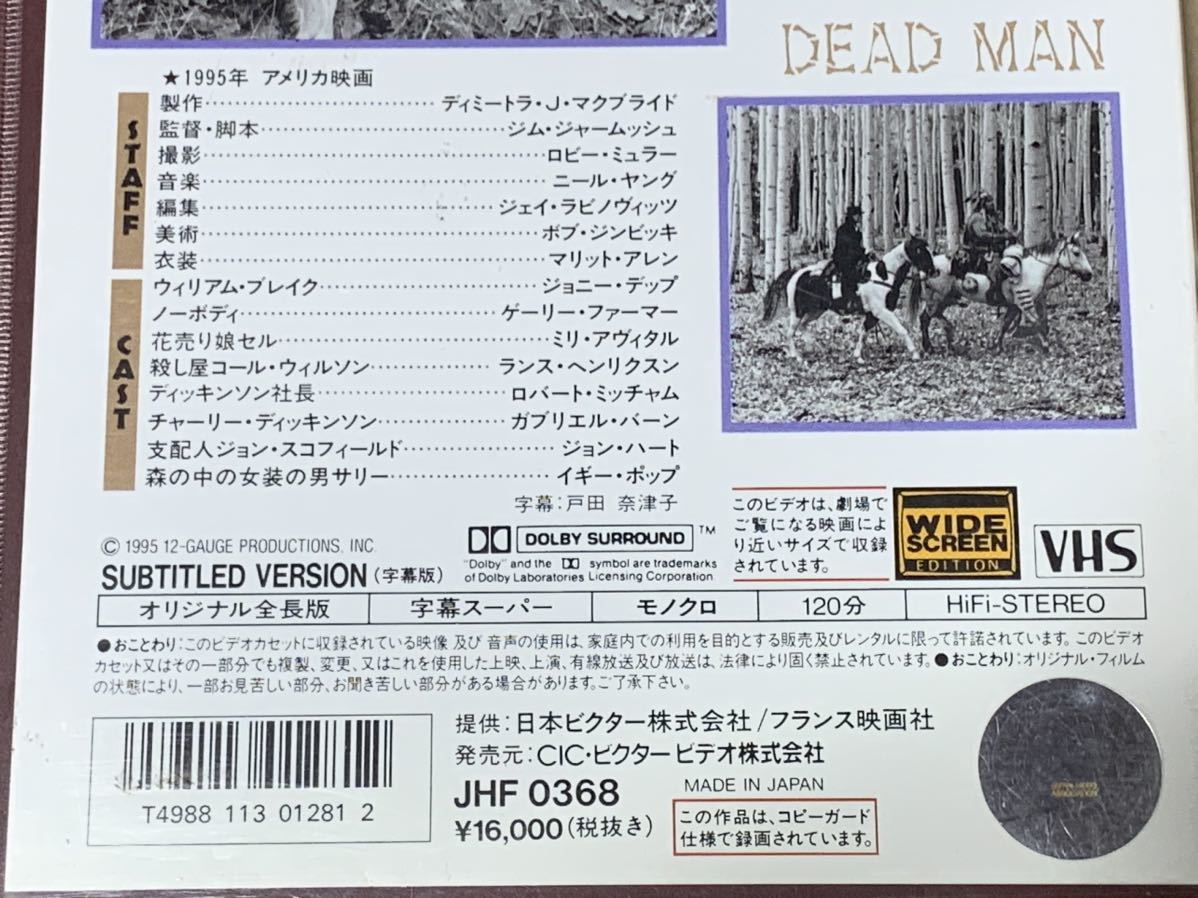 DEAD MAN
★1995年 アメリカ映画
STAFF
製作 ディミートラ・J・マクブライド
監督・脚本 ジム・ジャームッシュ
撮影 ロビー・ミュラー
音楽 ニール・ヤング
編集 ジェイ・ラビノヴィッツ
美術 ボブ・ジンビッキ
衣装 マリット・アレン
CAST
ウィリアム・ブレイク ジョニー・デップ
ノーボディ ゲーリー・ファーマー
花売り娘セル ミリ・アヴィタル
殺し屋コール・ウィルソン ランス・ヘンリクスン
ディッキンソン社長 ロバート・ミッチャム
チャーリー・ディッキンソン ガブリエル・バーン
支配人ジョン・スコフィールド ジョン・ハート
森の中の女装の男サリー イギー・ポップ
字幕:戸田 奈津子
© 1995 12-GAUGE PRODUCTIONS, INC.
SUBTITLED VERSION (字幕版)
DOLBY SURROUND ™
"Dolby" and the symbol are trademarks
of Dolby Laboratories Licensing Corporation.
このビデオは、劇場で
ご覧になる映画によ
り近いサイズで収録
されています。
WIDE
SCREEN
EDITION
VHS
オリジナル全長版 字幕スーパー モノクロ 120分 HiFi-STEREO
●おことわり:このビデオカセットに収録されている映像 及び 音声の使用は、家庭内での利用を目的とする販売及びレンタルに限って許諾されています。このビデオ
カセット又はその一部分でも複製、変更、又はこれを使用した上映、上演、有線放送及び放送は、法律により固く禁止されています。●おことわり:オリジナル・フィルム
の状態により、一部お見苦しい部分、お聞き苦しい部分がある場合があります。ご了承下さい。
T4988 113 01281 2
提供:日本ビクター株式会社/フランス映画社
発売元:CIC・ビクター ビデオ株式会社
JHF 0368
MADE IN JAPAN
¥16,000(税抜き)
この作品は、コピーガード
仕様で録画されています。